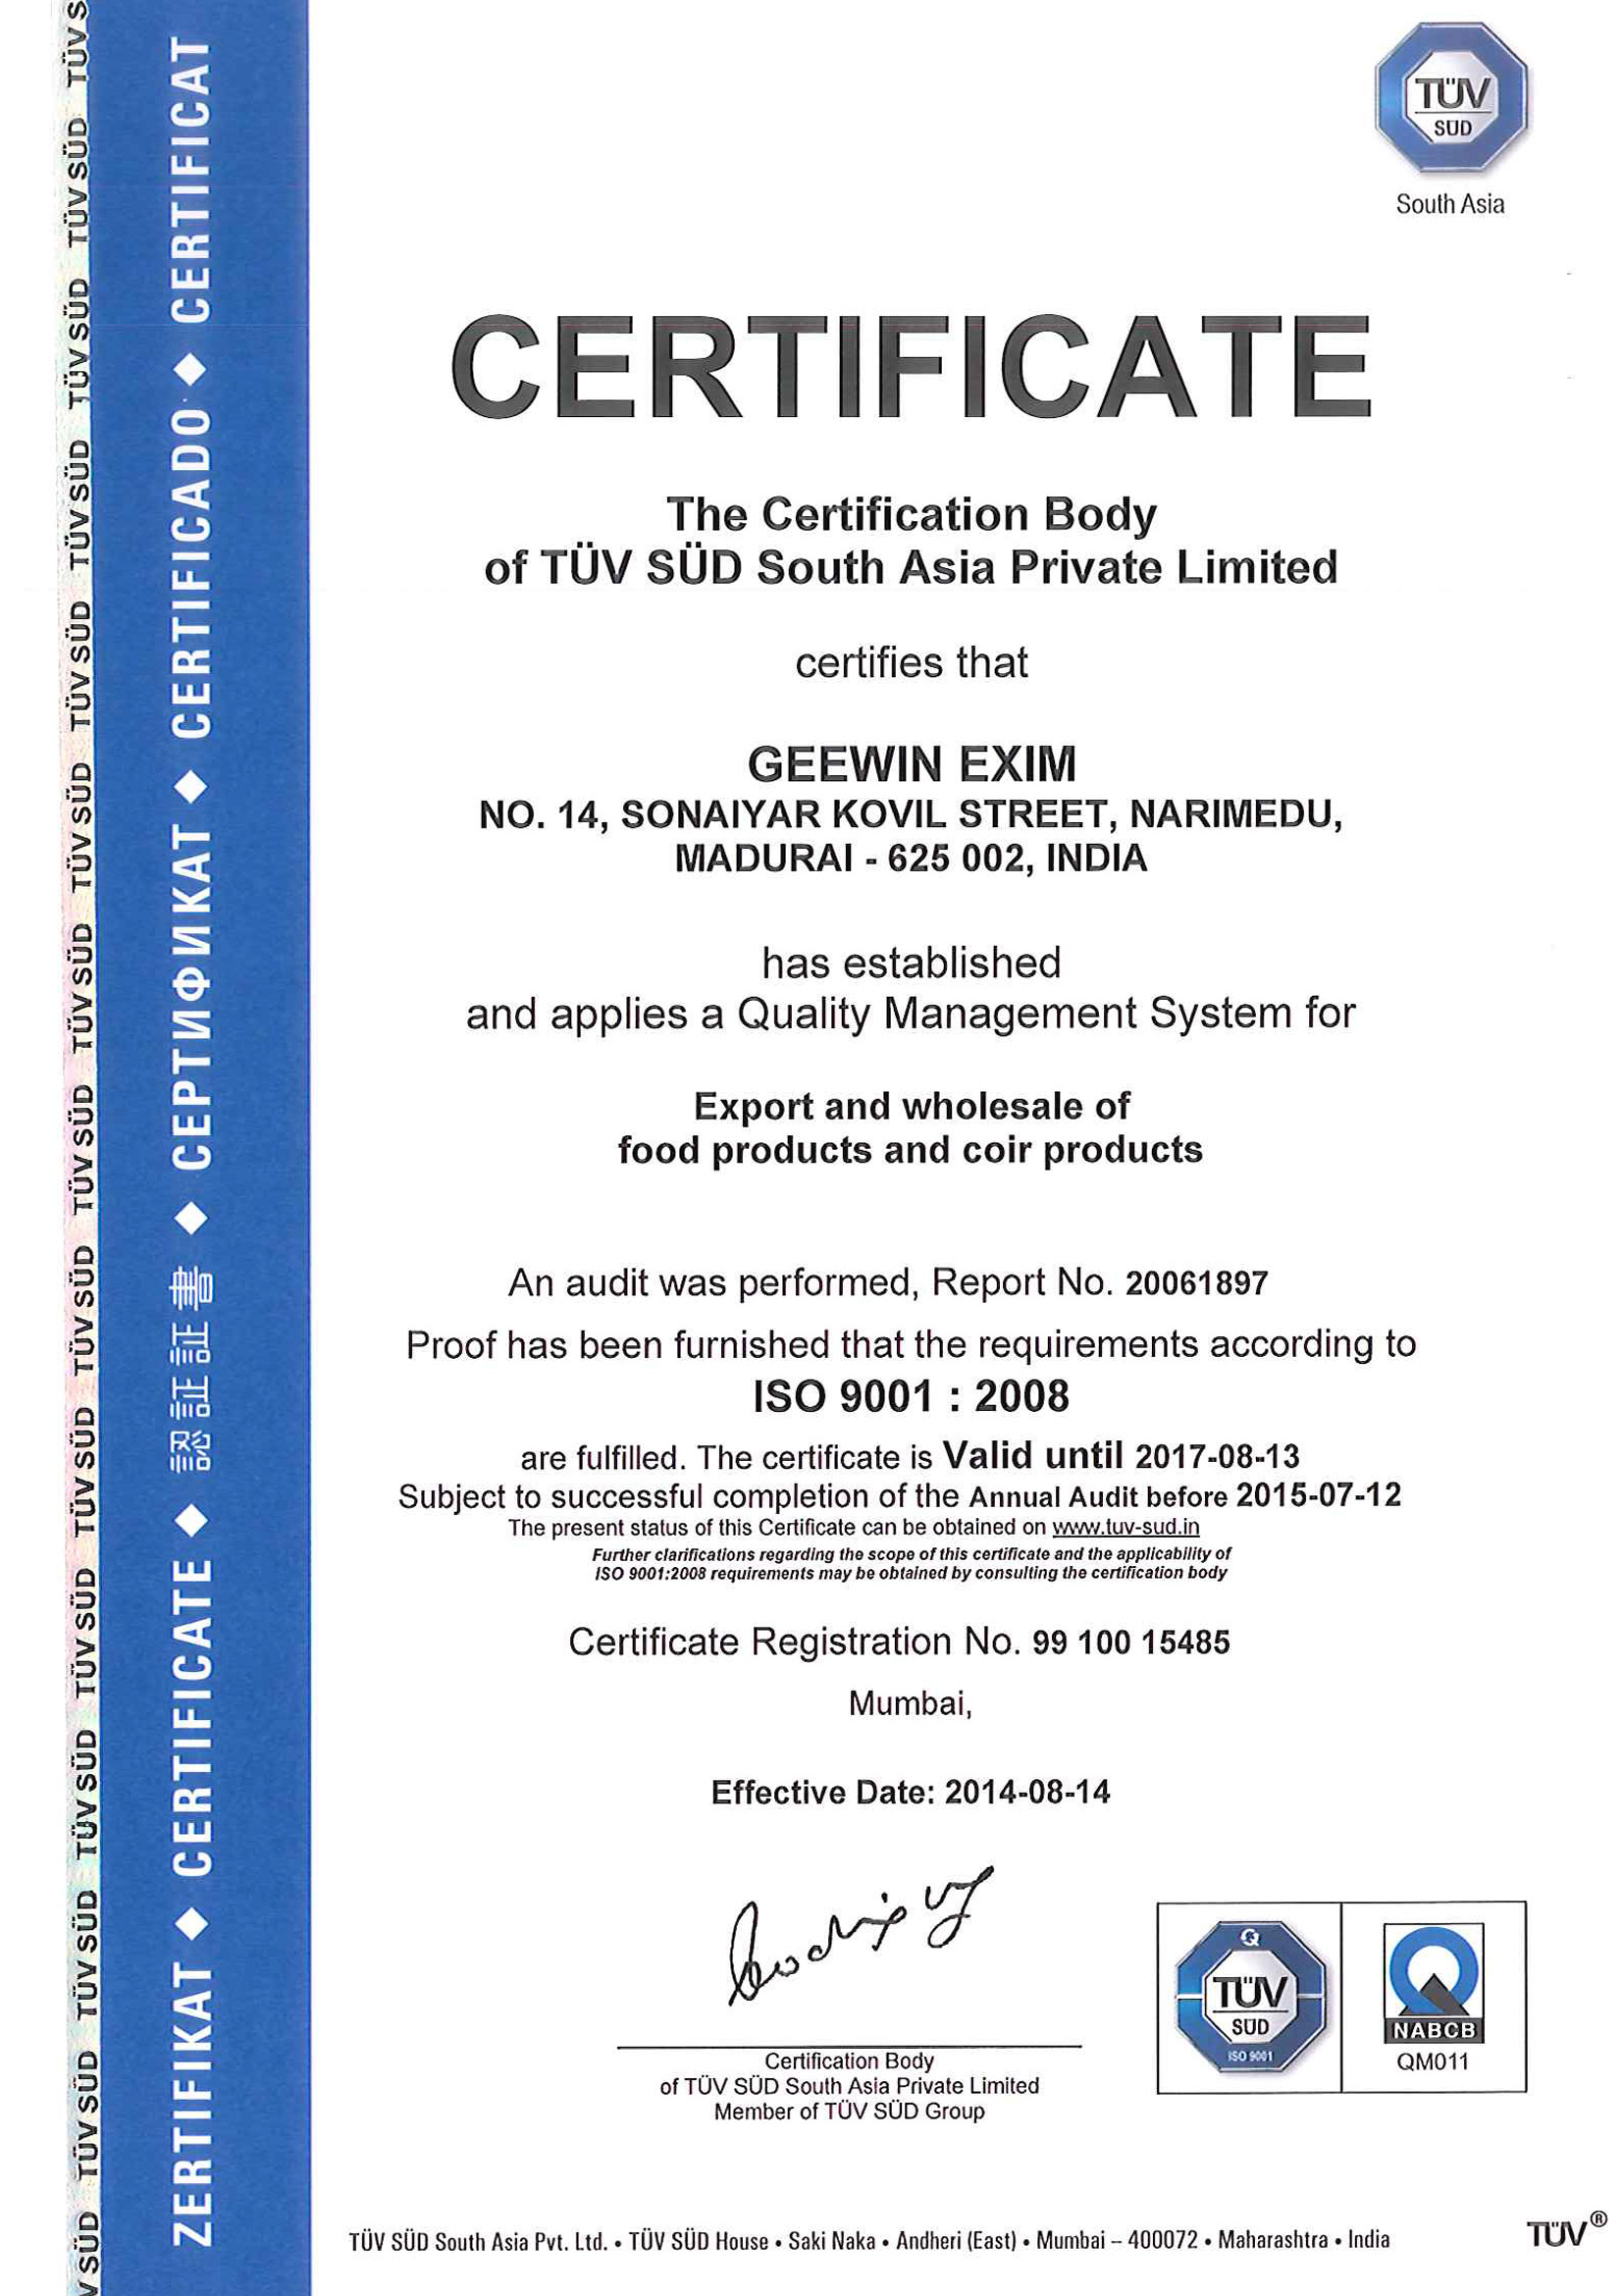 TÜV
SÜD
South Asia
CERTIFICATE
The Certification Body
of TÜV SÜD South Asia Private Limited
certifies that
GEEWIN EXIM
NO. 14, SONAIYAR KOVIL STREET, NARIMEDU,
MADURAI - 625 002, INDIA
has established
and applies a Quality Management System for
Export and wholesale of
food products and coir products
An audit was performed, Report No. 20061897
Proof has been furnished that the requirements according to
ISO 9001 : 2008
are fulfilled. The certificate is Valid until 2017-08-13
Subject to successful completion of the Annual Audit before 2015-07-12
The present status of this Certificate can be obtained on www.tuv-sud.in
Further clarifications regarding the scope of this certificate and the applicability of
ISO 9001:2008 requirements may be obtained by consulting the certification body
Certificate Registration No. 99 100 15485
Mumbai,
Effective Date: 2014-08-14
Certification Body
of TÜV SÜD South Asia Private Limited
Member of TÜV SÜD Group
Q
TÜV
SÜD
ISO 9001
NABCB
QM011
TÜV SÜD South Asia Pvt. Ltd. • TÜV SÜD House • Saki Naka • Andheri (East) • Mumbai – 400072 • Maharashtra • India
TÜV®
ZERTIFIKAT ◆ CERTIFICATE ◆ 認証証書 ◆ СЕРТИФИКАТ ◆ CERTIFICADO ◆ CERTIFICAT
V SÜD TÜV SÜD TÜV SÜD TÜV SÜD TÜV SÜD TÜV SÜD TÜV SÜD TÜV SÜD TÜV SÜD TÜV SÜD TÜV SÜD TÜV SÜD TÜV SÜD TÜV SÜD TÜV S